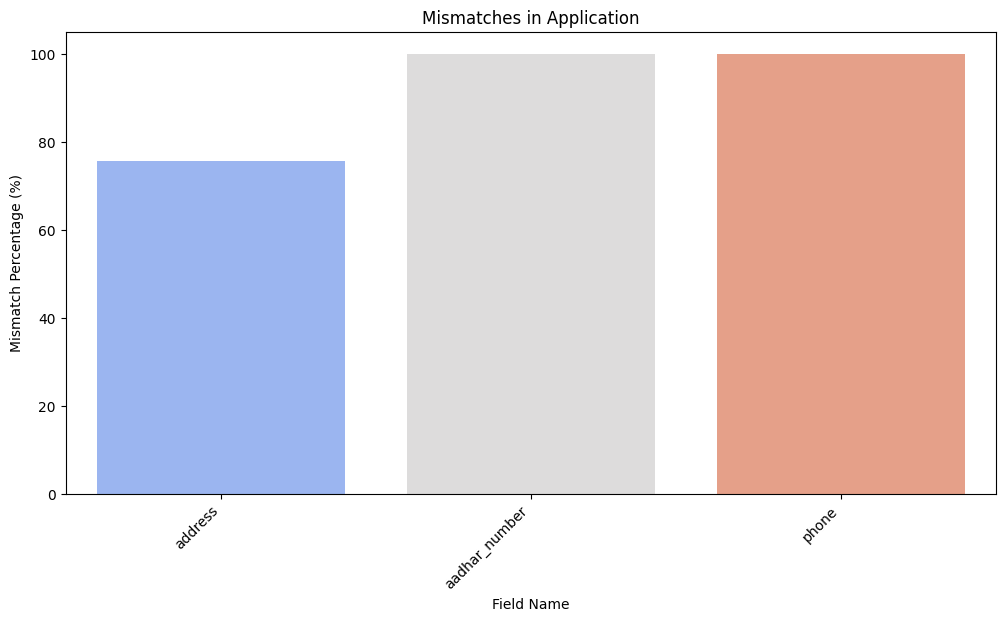 Mismatches in Application
Mismatch Percentage (%)
100
80
60
40
20
0
address
aadhar_number
phone
Field Name